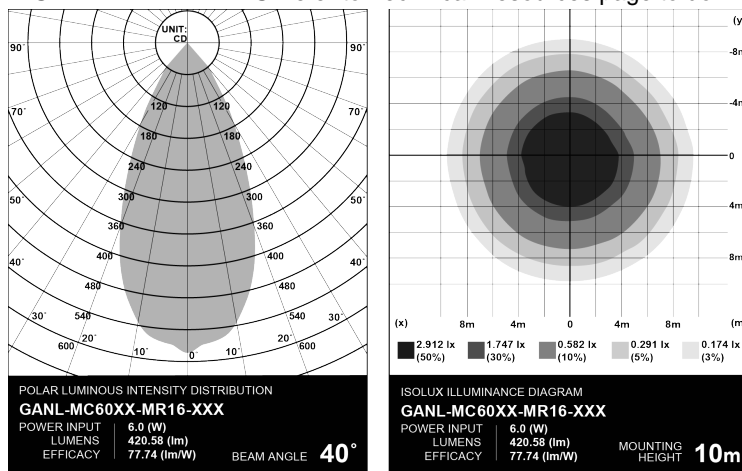 UNIT:
CD
90° 90°
120 120
70° 70°
180 180
240 240
50° 50°
300 300
360 360
40° 400 400 40°
480 480
30° 540 540 30°
600 20° 10° 0° 10° 20° 600
POLAR LUMINOUS INTENSITY DISTRIBUTION
GANL-MC60XX-MR16-XXX
POWER INPUT 6.0 (W)
LUMENS 420.58 (lm)
EFFICACY 77.74 (lm/W)
BEAM ANGLE 40°
(y
-8m
-4m
0
4m
8m
(x) 8m 4m 0 4m 8m (m
2.912 lx 1.747 lx 0.582 lx 0.291 lx 0.174 lx
(50%) (30%) (10%) (5%) (3%)
ISOLUX ILLUMINANCE DIAGRAM
GANL-MC60XX-MR16-XXX
POWER INPUT 6.0 (W)
LUMENS 420.58 (lm)
EFFICACY 77.74 (lm/W)
MOUNTING
HEIGHT 10m